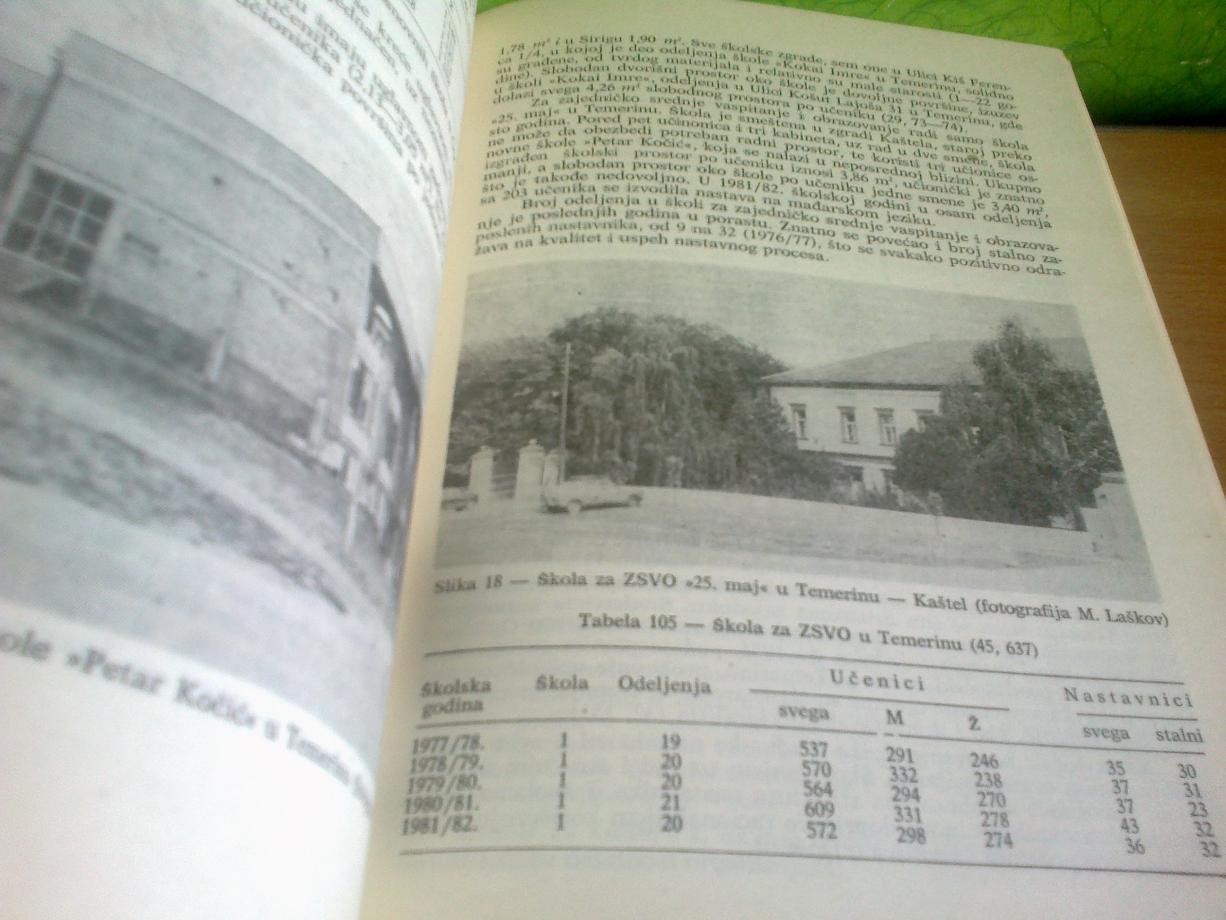 kole »Petar Kočić« u Temerinu
1,78 m² i u Sirigu 1,90 m². Sve školske zgrade, sem one u Ulici Kiš Feren-
ca 1/4, u kojoj je deo odeljenja škole »Kokai Imre« u Temerinu, solidno
su građene, od tvrdog materijala i relativno su male starosti (1—22 go-
dine). Slobodan dvorišni prostor oko škole je dovoljne površine, izuzev
u školi »Kokai Imre«, odeljenja u Ulici Košut Lajoša 31 u Temerinu, gde
dolazi svega 4,26 m² slobodnog prostora po učeniku (29, 73—74).
Za zajedničko srednje vaspitanje i obrazovanje radi samo škola
»25. maj« u Temerinu. Škola je smeštena u zgradi Kaštela, staroj preko
sto godina. Pored pet učinonica i tri kabineta, uz rad u dve smene, škola
ne može da obezbedi potreban radni prostor, te koristi tri učionice os-
novne škole »Petar Kočić«, koja se nalazi u neposrednoj blizini. Ukupno
izgrađen školski prostor po učeniku iznosi 3,86 m², učionički je znatno
manji, a slobodan prostor oko škole po učeniku jedne smene je 3,40 m²,
što je takođe nedovoljno. U 1981/82. školskoj godini u osam odeljenja
sa 203 učenika se izvodila nastava na mađarskom jeziku.
Broj odeljenja u školi za zajedničko srednje vaspitanje i obrazova-
nje je poslednjih godina u porastu. Znatno se povećao i broj stalno za-
poslenih nastavnika, od 9 na 32 (1976/77), što se svakako pozitivno odra-
žava na kvalitet i uspeh nastavnog procesa.
Slika 18 — Škola za ZSVO »25. maj« u Temerinu — Kaštel (fotografija M. Laškov)
Tabela 105 — Škola za ZSVO u Temerinu (45, 637)
Školska godina Škola Odeljenja Učenici Nastavnici
svega M Ž svega stalni
1977/78. 1 19 537 291 246 35 30
1978/79. 1 20 570 332 238 37 31
1979/80. 1 20 564 294 270 37 23
1980/81. 1 21 609 331 278 43 32
1981/82. 1 20 572 298 274 36 32